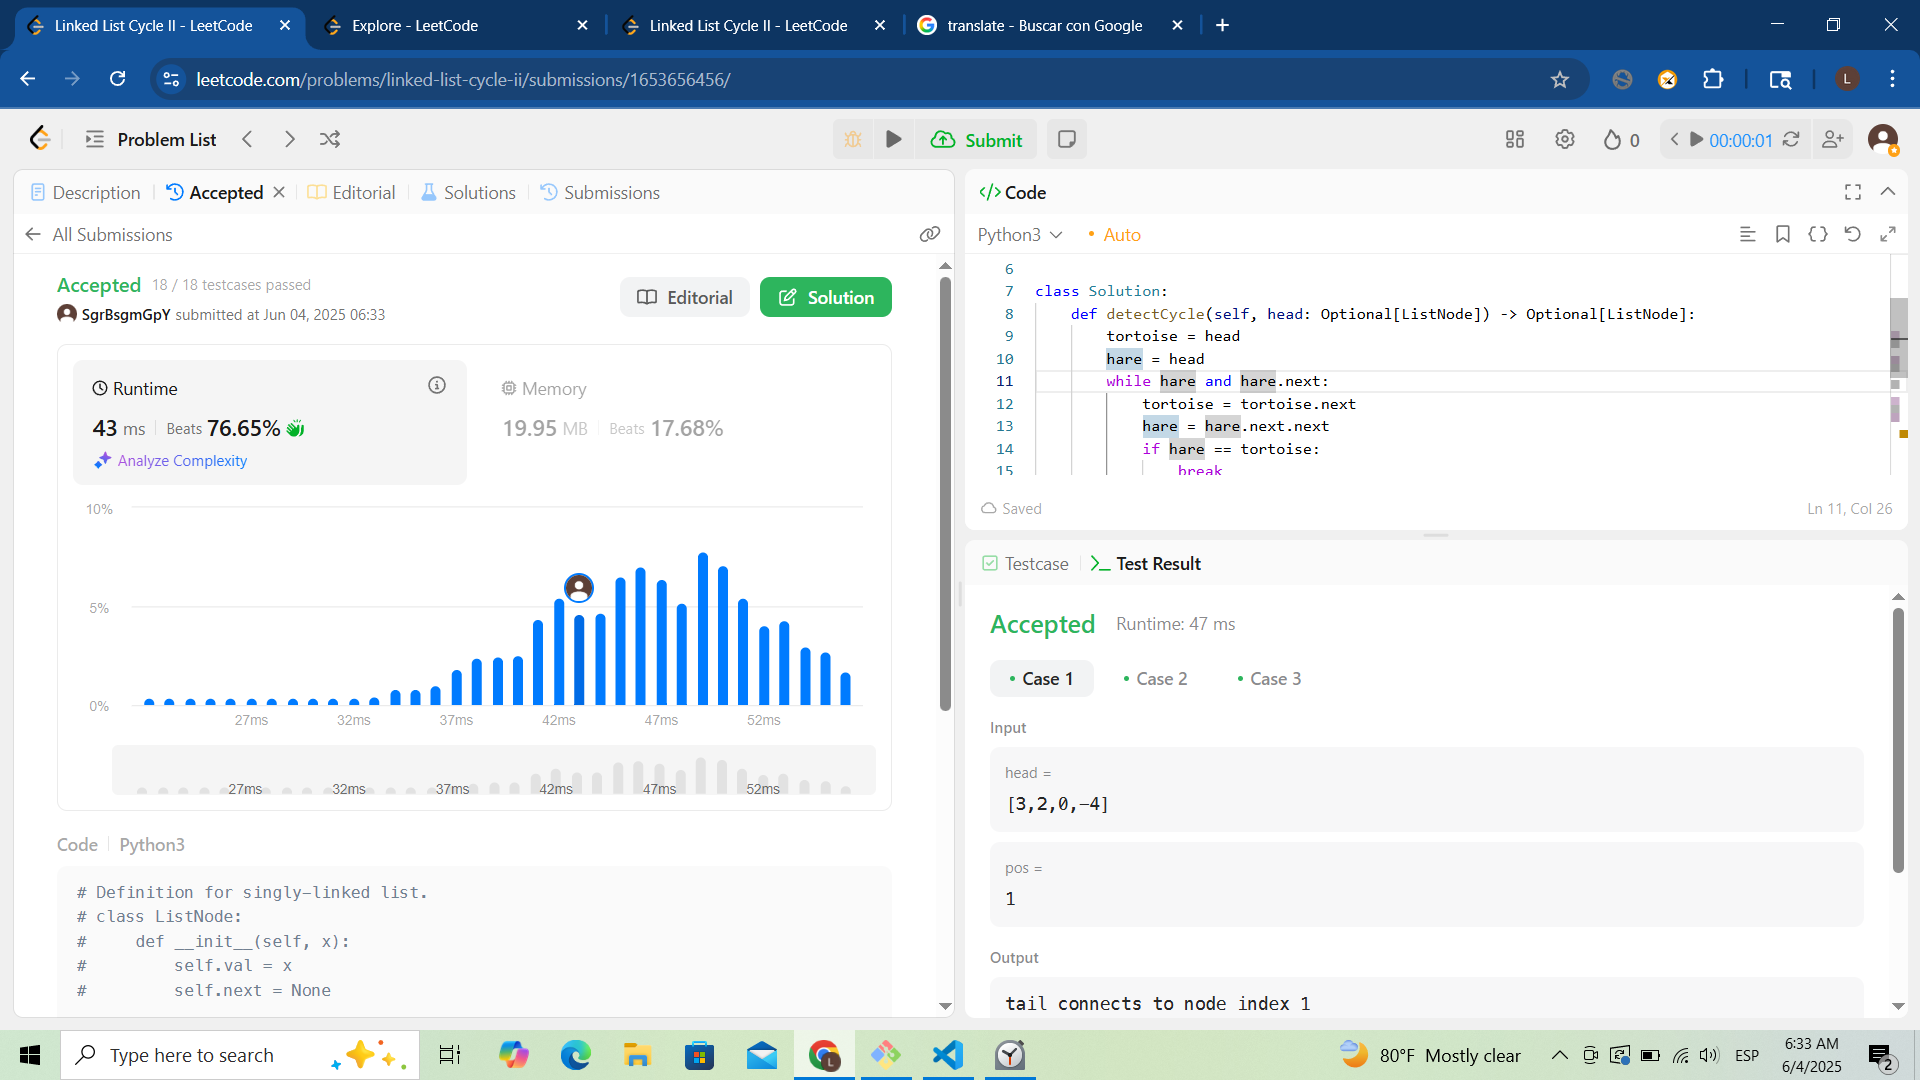 Linked List Cycle II - LeetCode
Explore - LeetCode
Linked List Cycle II - LeetCode
translate - Buscar con Google
leetcode.com/problems/linked-list-cycle-ii/submissions/1653656456/
L
Problem List
Submit
0
00:00:01
Description
Accepted
Editorial
Solutions
Submissions
All Submissions
Accepted 18 / 18 testcases passed
SgrBsgmGpY submitted at Jun 04, 2025 06:33
Editorial
Solution
Runtime
43 ms Beats 76.65%
Analyze Complexity
Memory
19.95 MB Beats 17.68%
10%
5%
0%
27ms 32ms 37ms 42ms 47ms 52ms
27ms 32ms 37ms 42ms 47ms 52ms
Code Python3
# Definition for singly-linked list.
# class ListNode:
#     def __init__(self, x):
#         self.val = x
#         self.next = None
</> Code
Python3 • Auto
6
7 class Solution:
8     def detectCycle(self, head: Optional[ListNode]) -> Optional[ListNode]:
9         tortoise = head
10         hare = head
11         while hare and hare.next:
12             tortoise = tortoise.next
13             hare = hare.next.next
14             if hare == tortoise:
15                 break
Saved
Ln 11, Col 26
Testcase
Test Result
Accepted Runtime: 47 ms
• Case 1 • Case 2 • Case 3
Input
head =
[3,2,0,-4]
pos =
1
Output
tail connects to node index 1
Type here to search
L
80°F Mostly clear
ESP
6:33 AM
6/4/2025
2